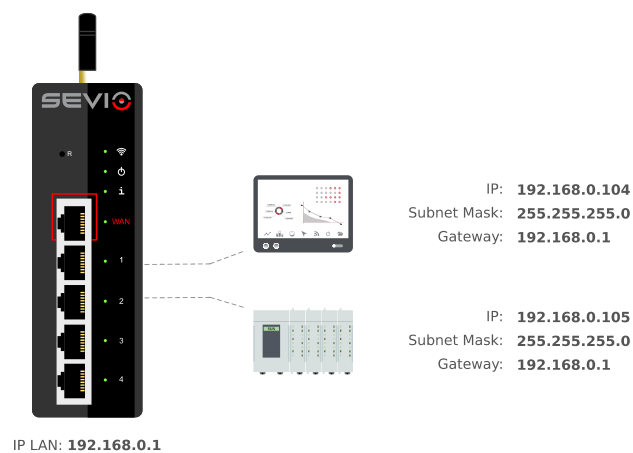 SEVIO
R
WAN
1
2
3
4
IP LAN: 192.168.0.1
IP: 192.168.0.104
Subnet Mask: 255.255.255.0
Gateway: 192.168.0.1
IP: 192.168.0.105
Subnet Mask: 255.255.255.0
Gateway: 192.168.0.1